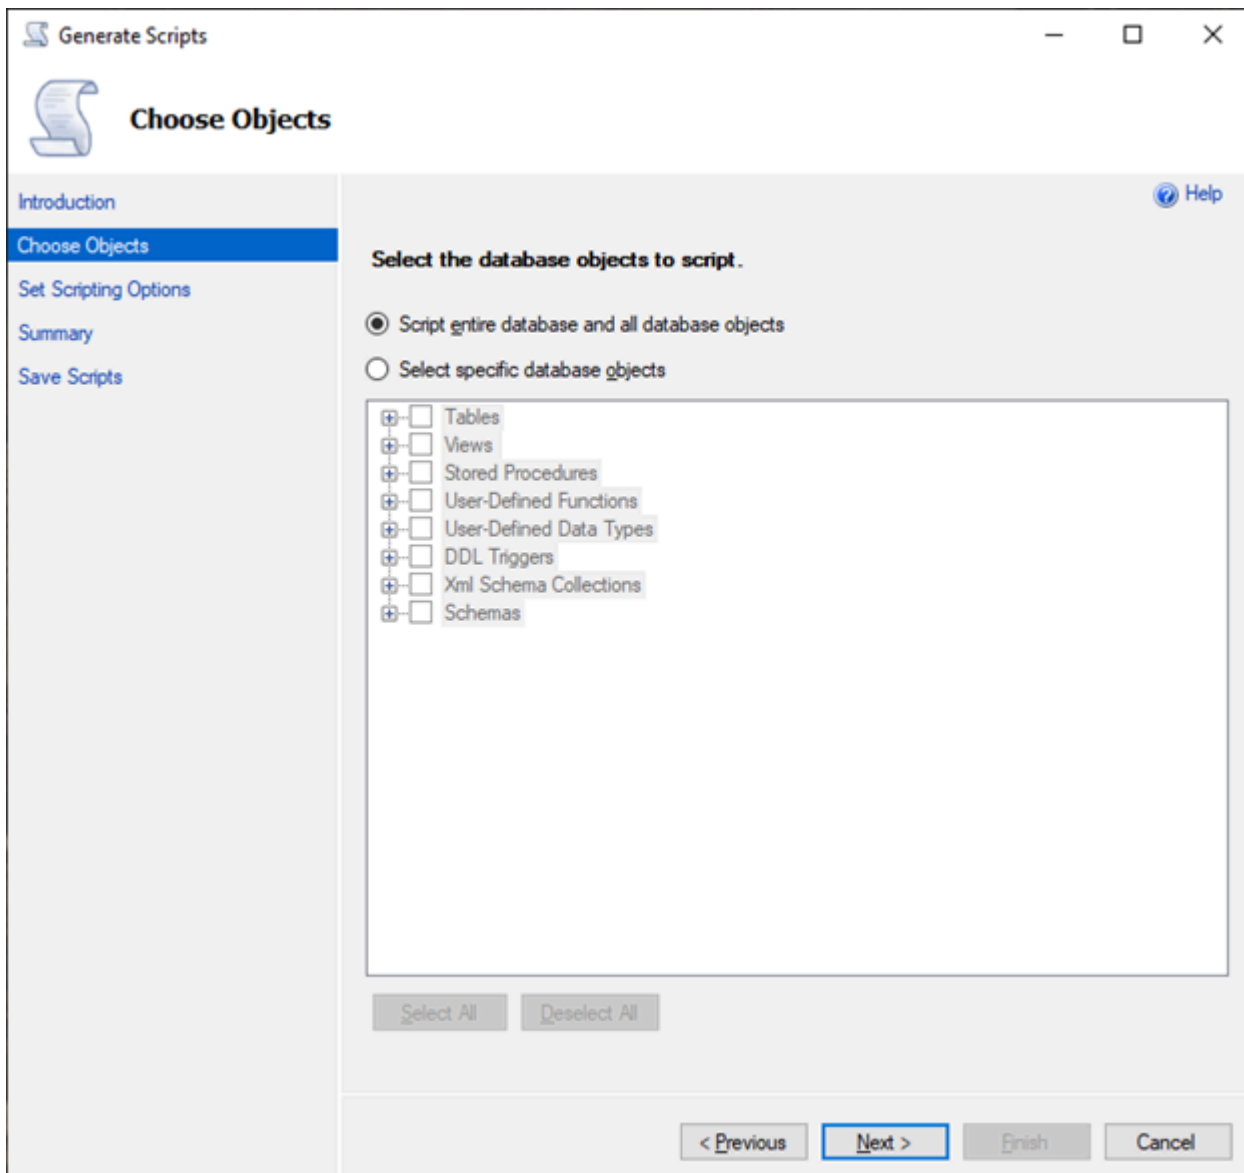 Generate Scripts
Choose Objects
Introduction
Choose Objects
Set Scripting Options
Summary
Save Scripts
Help
Select the database objects to script.
Script entire database and all database objects
Select specific database objects
Tables
Views
Stored Procedures
User-Defined Functions
User-Defined Data Types
DDL Triggers
Xml Schema Collections
Schemas
Select All Deselect All
< Previous Next > Finish Cancel